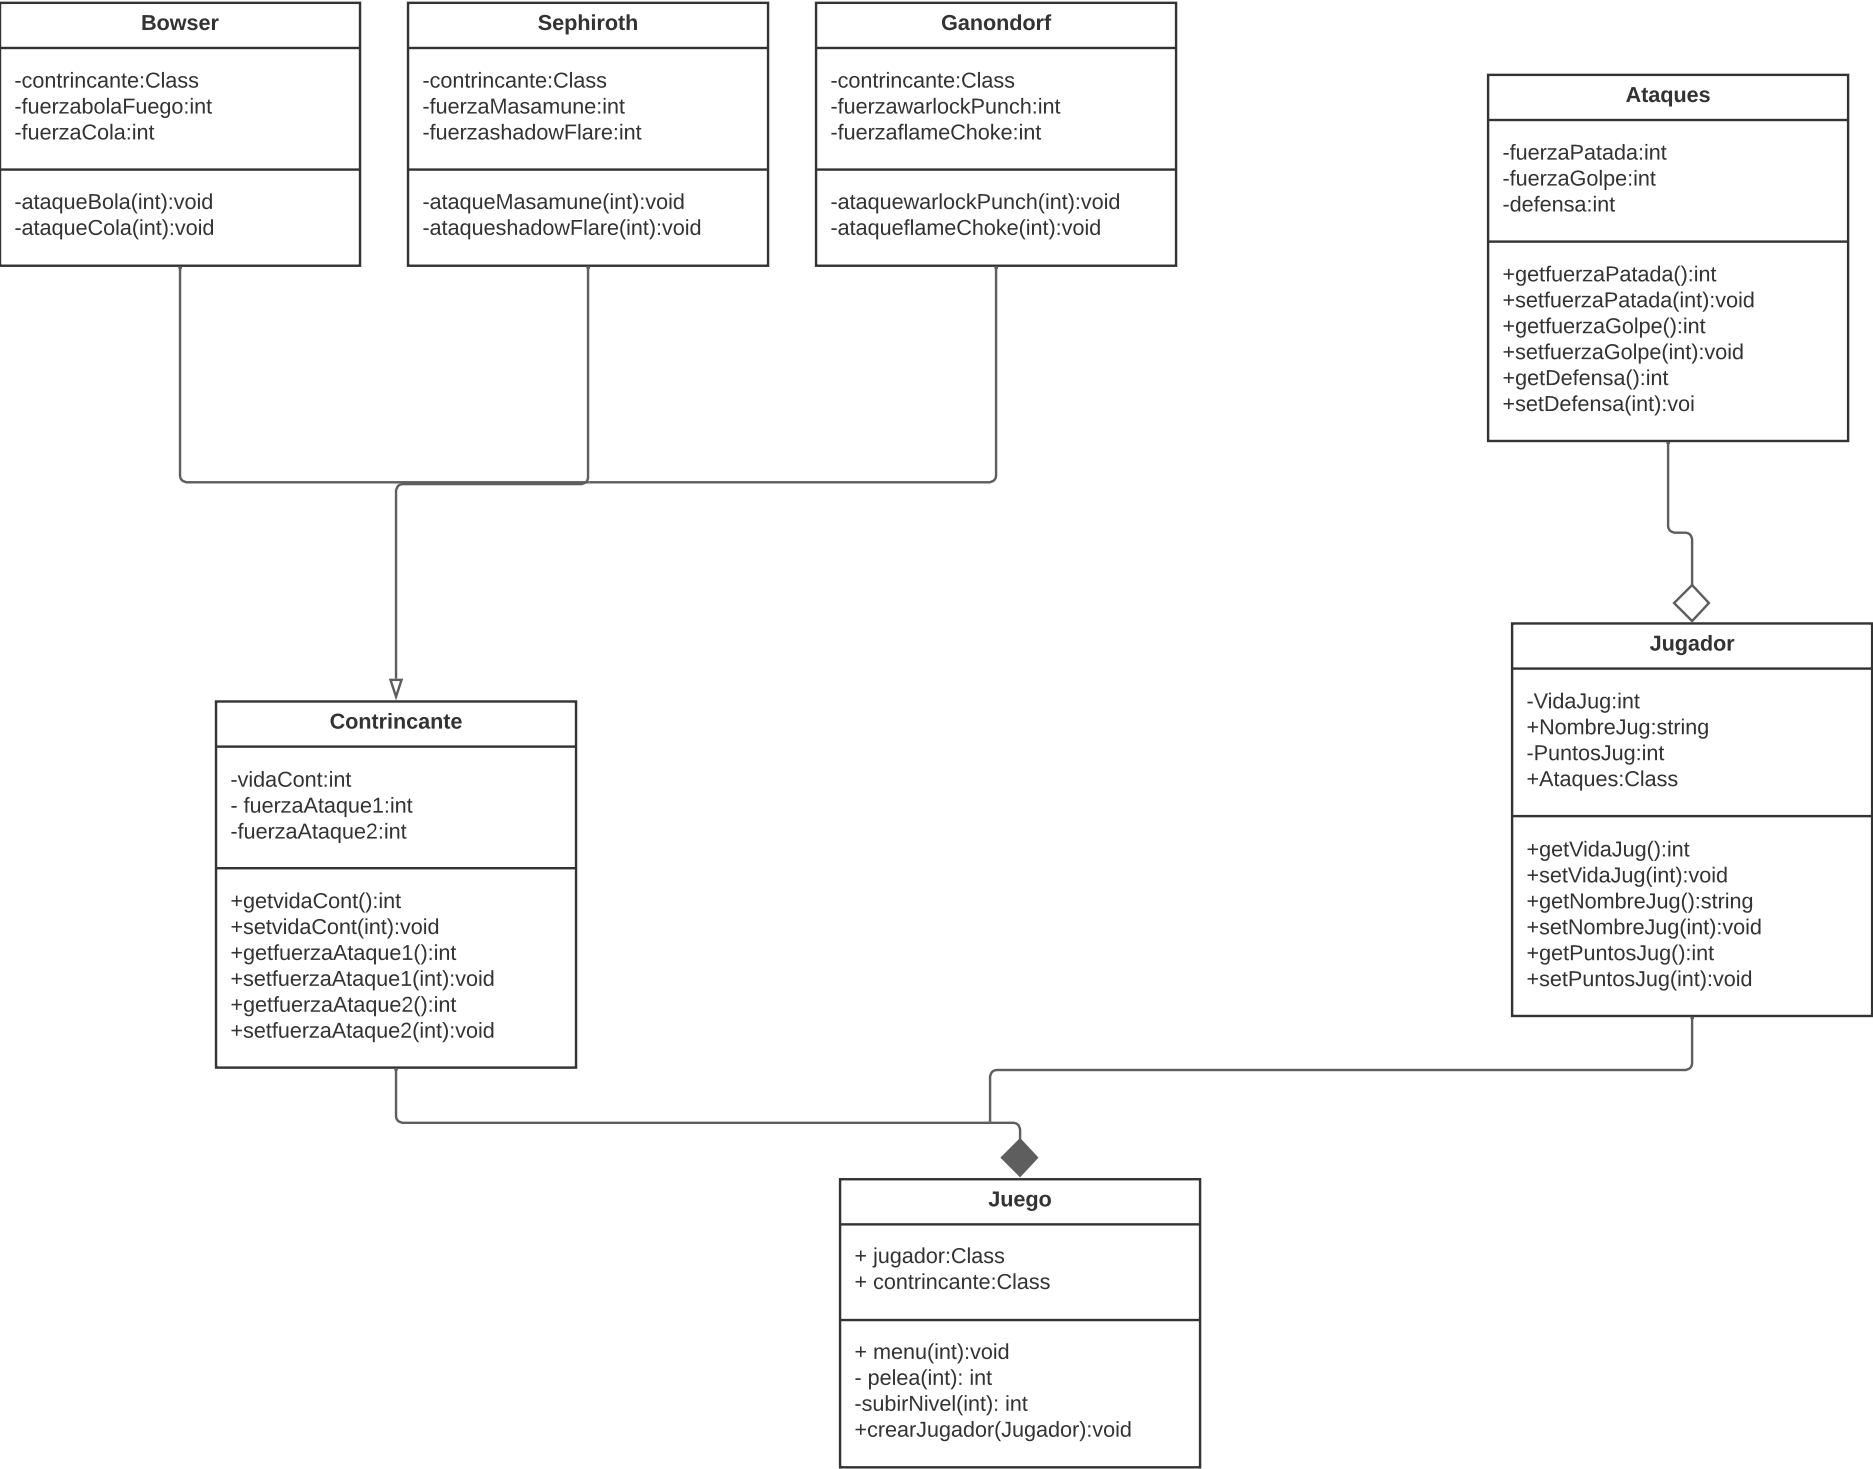 Bowser
-contrincante:Class
-fuerzabolaFuego:int
-fuerzaCola:int
-ataqueBola(int):void
-ataqueCola(int):void
Sephiroth
-contrincante:Class
-fuerzaMasamune:int
-fuerzashadowFlare:int
-ataqueMasamune(int):void
-ataqueshadowFlare(int):void
Ganondorf
-contrincante:Class
-fuerzawarlockPunch:int
-fuerzaflameChoke:int
-ataquewarlockPunch(int):void
-ataqueflameChoke(int):void
Ataques
-fuerzaPatada:int
-fuerzaGolpe:int
-defensa:int
+getfuerzaPatada():int
+setfuerzaPatada(int):void
+getfuerzaGolpe():int
+setfuerzaGolpe(int):void
+getDefensa():int
+setDefensa(int):voi
Contrincante
-vidaCont:int
- fuerzaAtaque1:int
-fuerzaAtaque2:int
+getvidaCont():int
+setvidaCont(int):void
+getfuerzaAtaque1():int
+setfuerzaAtaque1(int):void
+getfuerzaAtaque2():int
+setfuerzaAtaque2(int):void
Jugador
-VidaJug:int
+NombreJug:string
-PuntosJug:int
+Ataques:Class
+getVidaJug():int
+setVidaJug(int):void
+getNombreJug():string
+setNombreJug(int):void
+getPuntosJug():int
+setPuntosJug(int):void
Juego
+ jugador:Class
+ contrincante:Class
+ menu(int):void
- pelea(int): int
-subirNivel(int): int
+crearJugador(Jugador):void